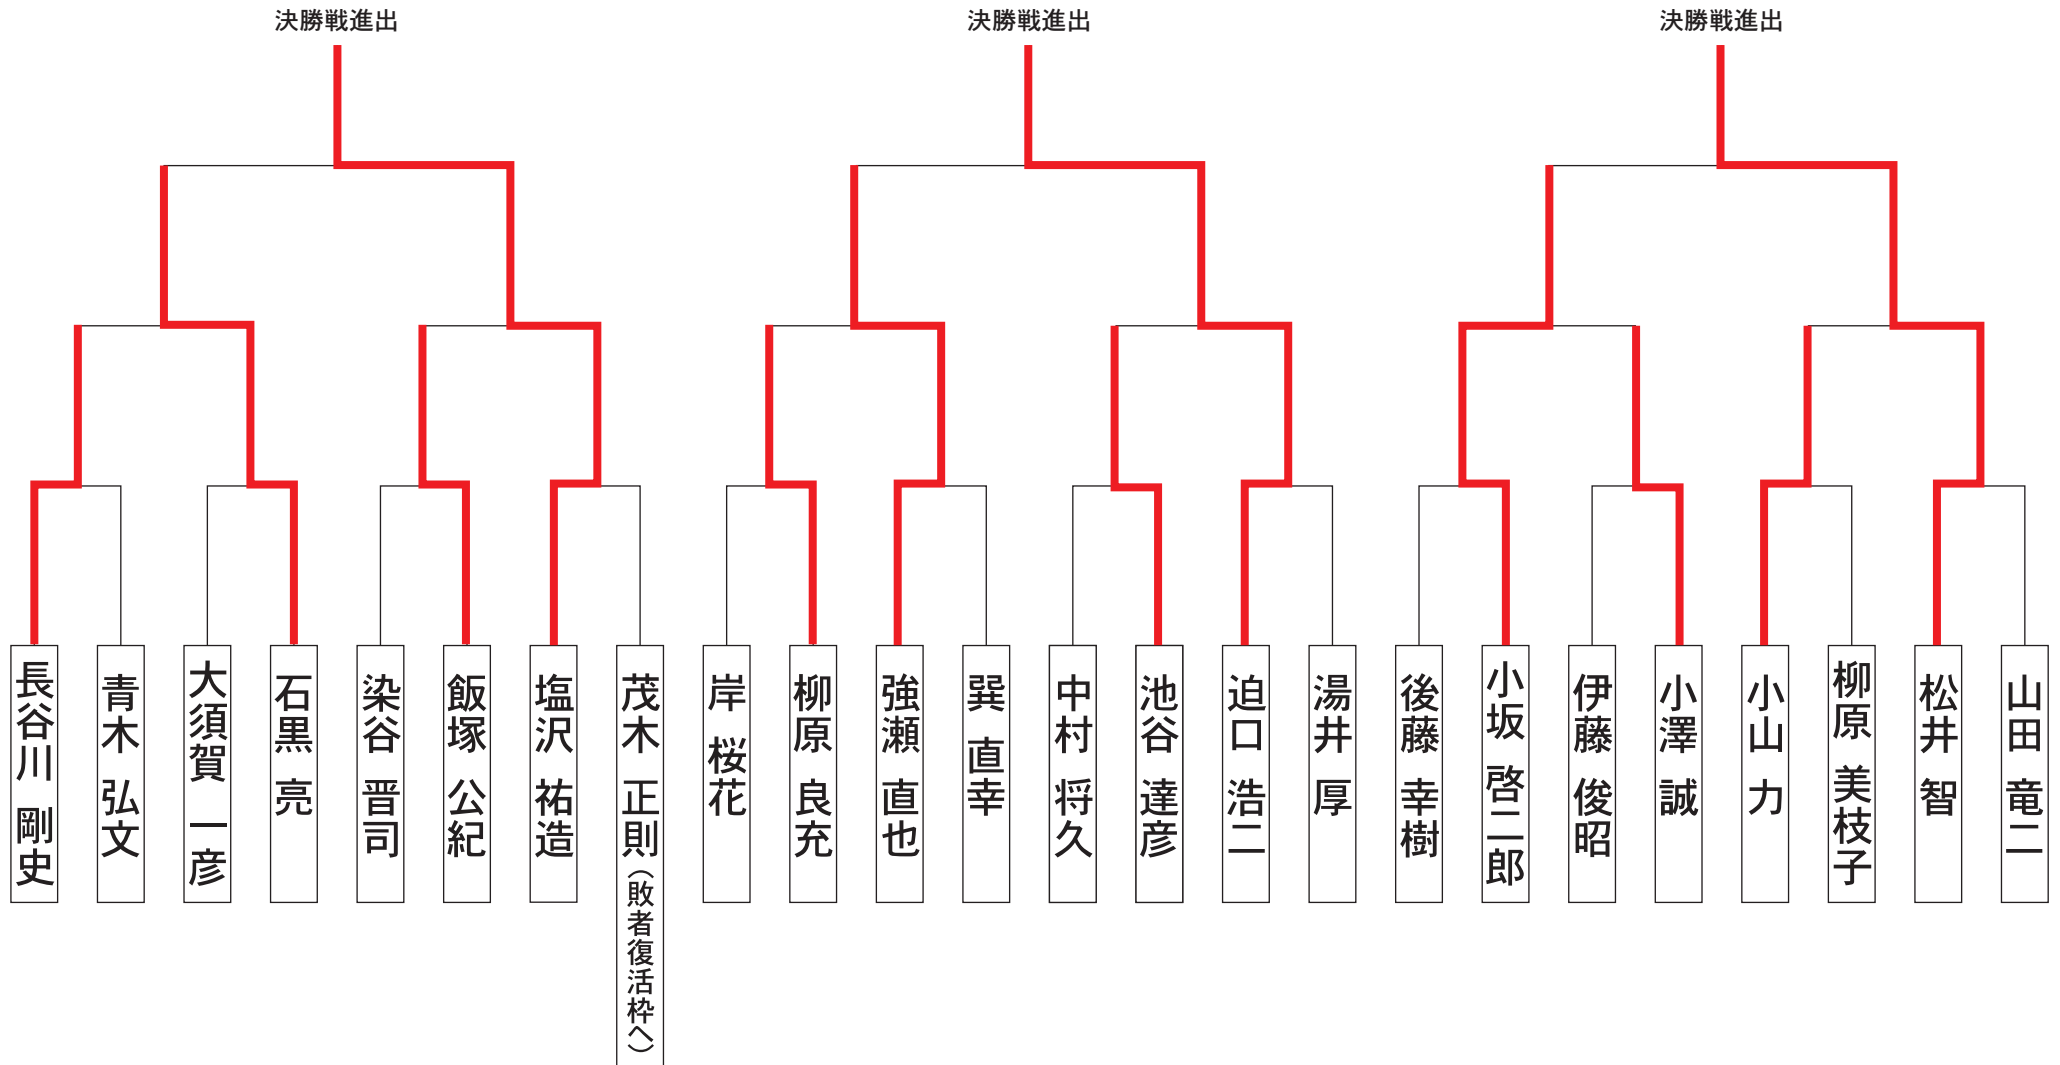 決勝戦進出
決勝戦進出
決勝戦進出
長谷川 剛史
青木 弘文
大須賀 一彦
石黒 亮
染谷 晋司
飯塚 公紀
塩沢 祐造
茂木 正則(敗者復活枠へ)
岸 桜花
柳原 良充
強瀬 直也
巽 直幸
中村 将久
池谷 達彦
迫口 浩二
湯井 厚
後藤 幸樹
小坂 啓二郎
伊藤 俊昭
小澤 誠
小山 力
柳原 美枝子
松井 智
山田 竜二